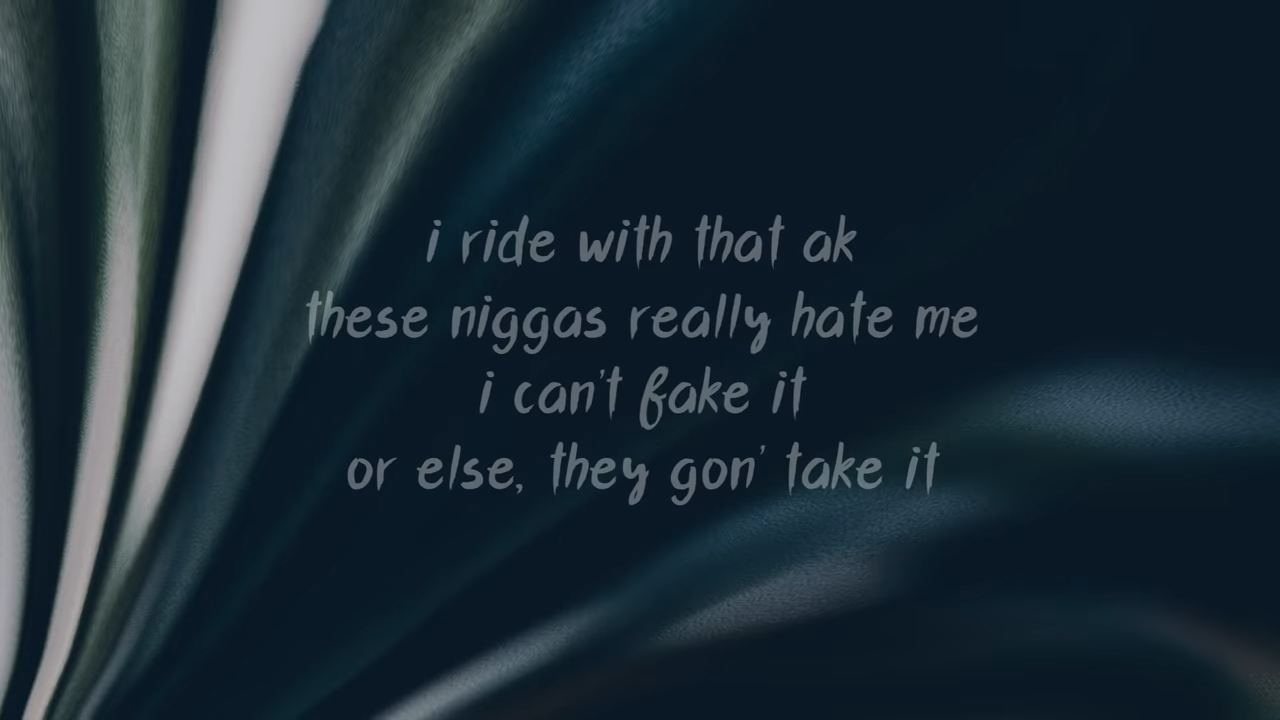 i ride with that ak
these niggas really hate me
i can't fake it
or else, they gon' take it